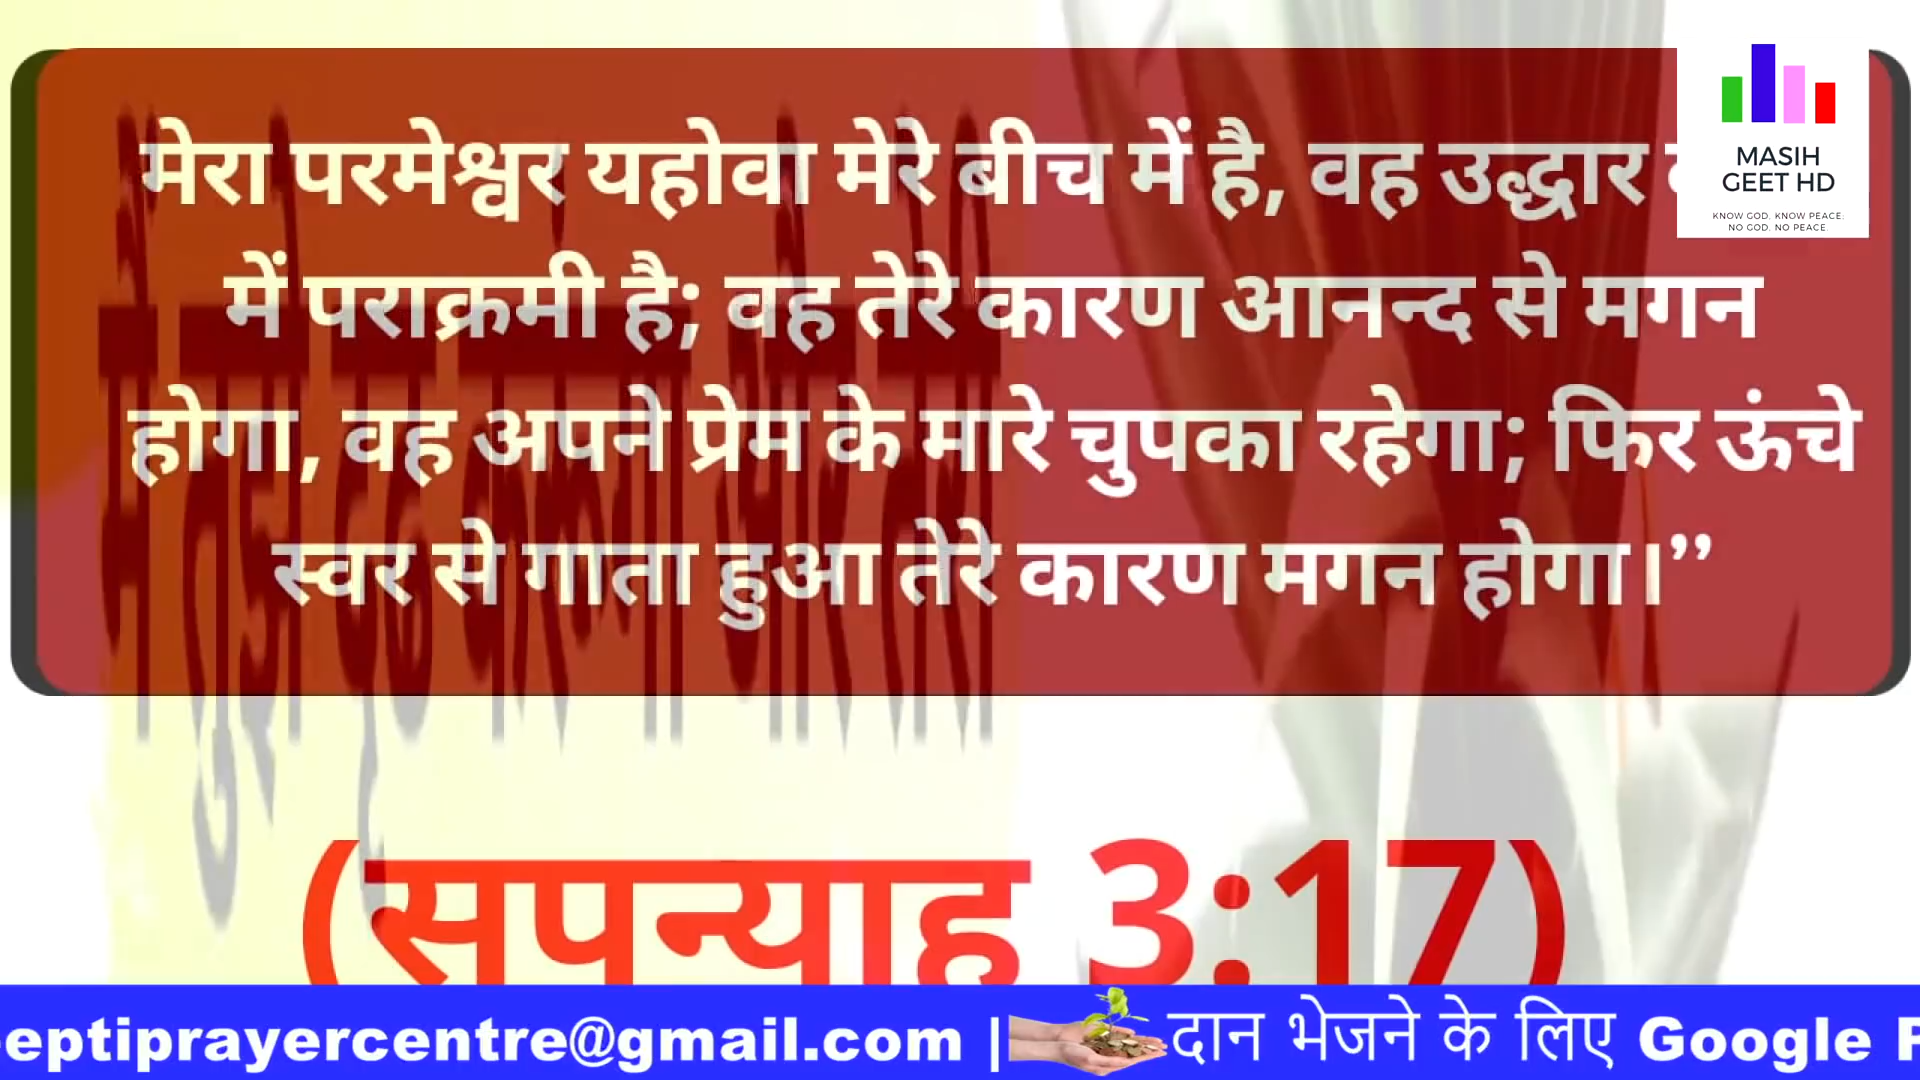 मेरा परमेश्वर यहोवा मेरे बीच में है, वह उद्धार
में पराक्रमी है; वह तेरे कारण आनन्द से मगन
होगा, वह अपने प्रेम के मारे चुपका रहेगा; फिर ऊंचे
स्वर से गाता हुआ तेरे कारण मगन होगा।’’
(सपन्याह 3:17)
MASIH
GEET HD
KNOW GOD. KNOW PEACE.
NO GOD. NO PEACE.
eptiprayercentre@gmail.com | दान भेजने के लिए Google